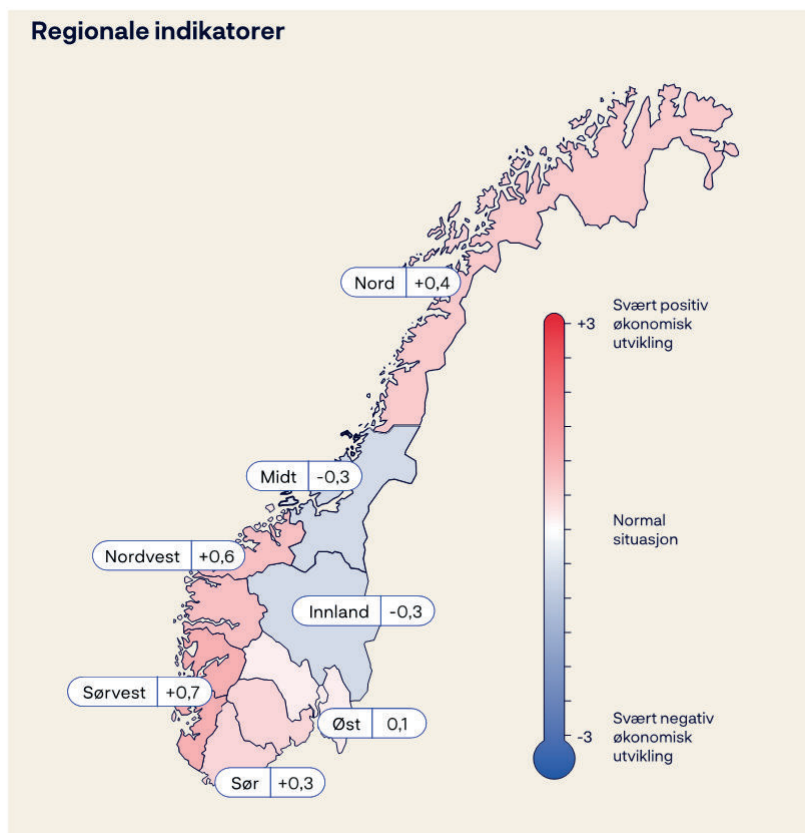 Regionale indikatorer
Nord +0,4
Svært positiv
økonomisk
utvikling
+3
Midt -0,3
Normal
situasjon
Nordvest +0,6
Innland -0,3
Sørvest +0,7
Øst 0,1
Svært negativ
økonomisk
utvikling
-3
Sør +0,3